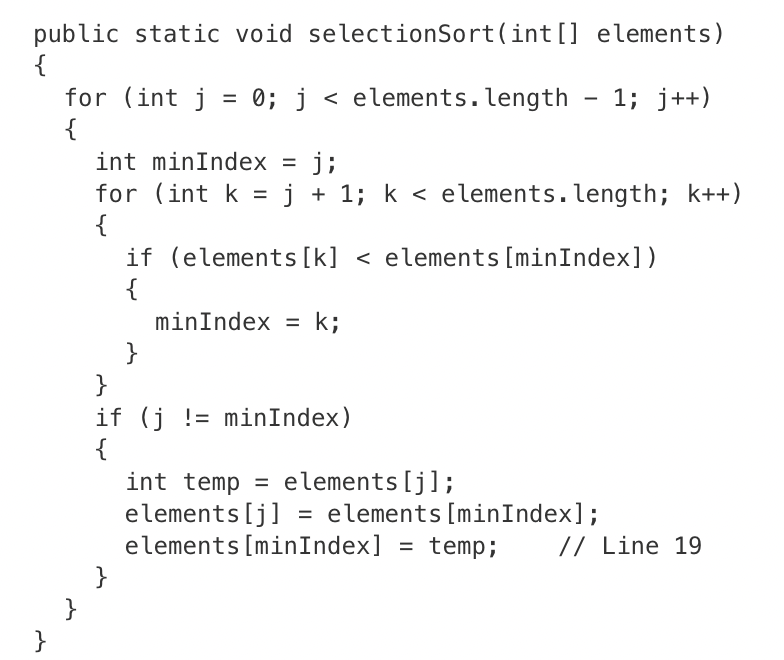 public static void selectionSort(int[] elements)
{
for (int j = 0; j < elements.length - 1; j++)
{
int minIndex = j;
for (int k = j + 1; k < elements.length; k++)
{
if (elements[k] < elements[minIndex])
{
minIndex = k;
}
}
if (j != minIndex)
{
int temp = elements[j];
elements[j] = elements[minIndex];
elements[minIndex] = temp; // Line 19
}
}
}